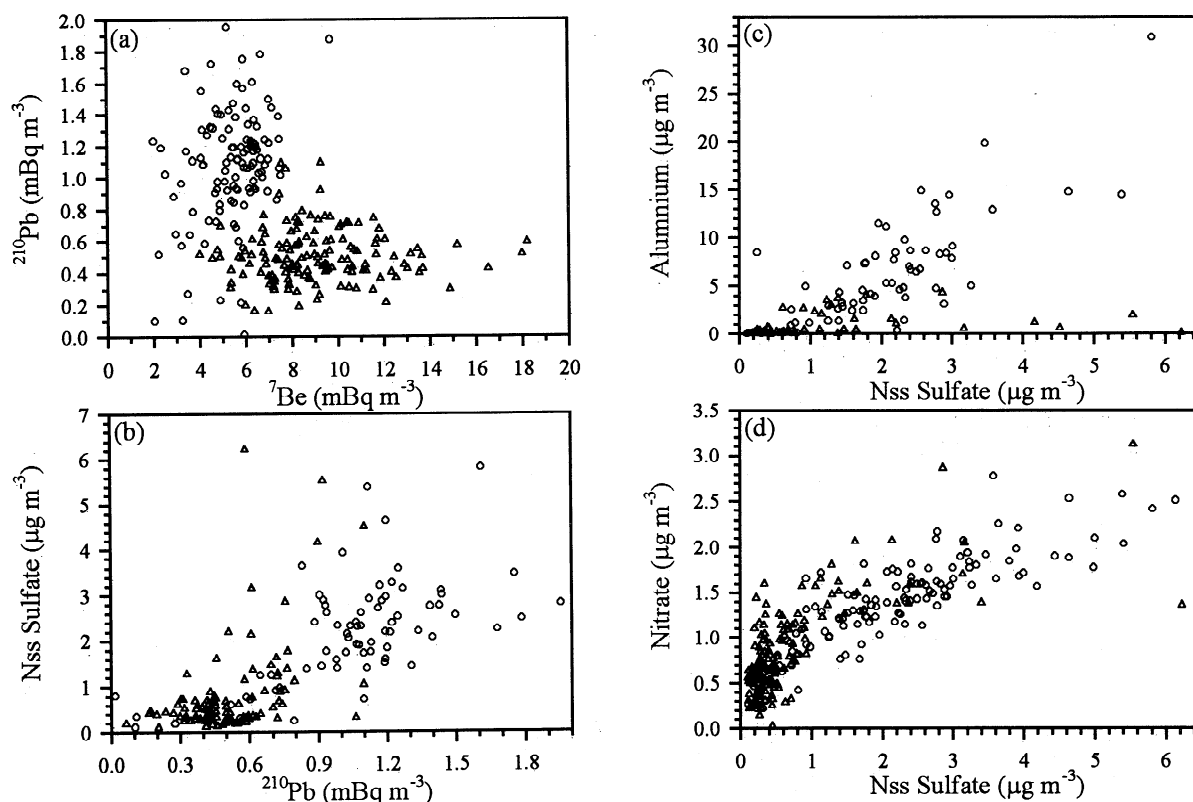 (a)
2.0
1.8
1.6
1.4
1.2
1.0
0.8
0.6
0.4
0.2
0.0
²¹⁰Pb (mBq m⁻³)
0 2 4 6 8 10 12 14 16 18 20
⁷Be (mBq m⁻³)
(c)
30
25
20
15
10
5
0
Alumnium (µg m⁻³)
0 1 2 3 4 5 6
Nss Sulfate (µg m⁻³)
(b)
7
6
5
4
3
2
1
0
Nss Sulfate (µg m⁻³)
0.0 0.3 0.6 0.9 1.2 1.5 1.8
²¹⁰Pb (mBq m⁻³)
(d)
3.5
3.0
2.5
2.0
1.5
1.0
0.5
0.0
Nitrate (µg m⁻³)
0 1 2 3 4 5 6
Nss Sulfate (µg m⁻³)